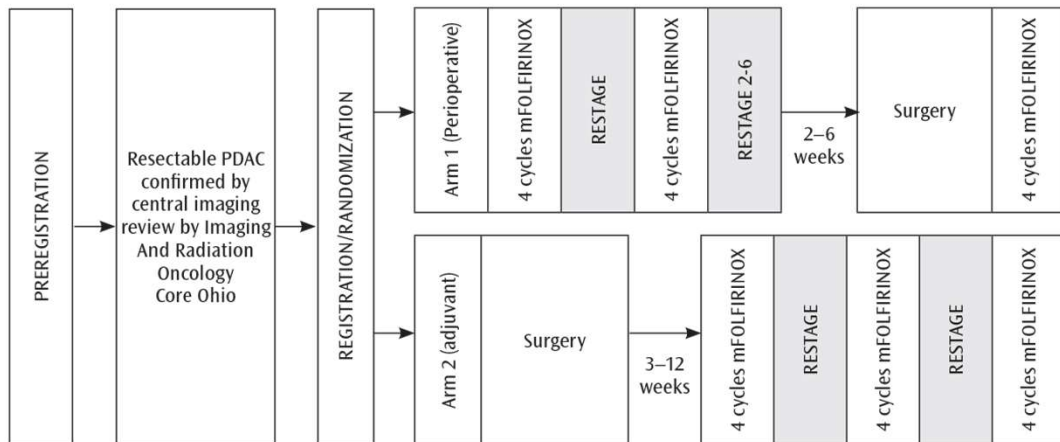 PREREGISTRATION
Resectable PDAC
confirmed by
central imaging
review by Imaging
And Radiation
Oncology
Core Ohio
REGISTRATION/RANDOMIZATION
Arm 1 (Perioperative)
4 cycles mFOLFIRINOX
RESTAGE
4 cycles mFOLFIRINOX
RESTAGE 2-6
2–6
weeks
Surgery
4 cycles mFOLFIRINOX
Arm 2 (adjuvant)
Surgery
3–12
weeks
4 cycles mFOLFIRINOX
RESTAGE
4 cycles mFOLFIRINOX
RESTAGE
4 cycles mFOLFIRINOX